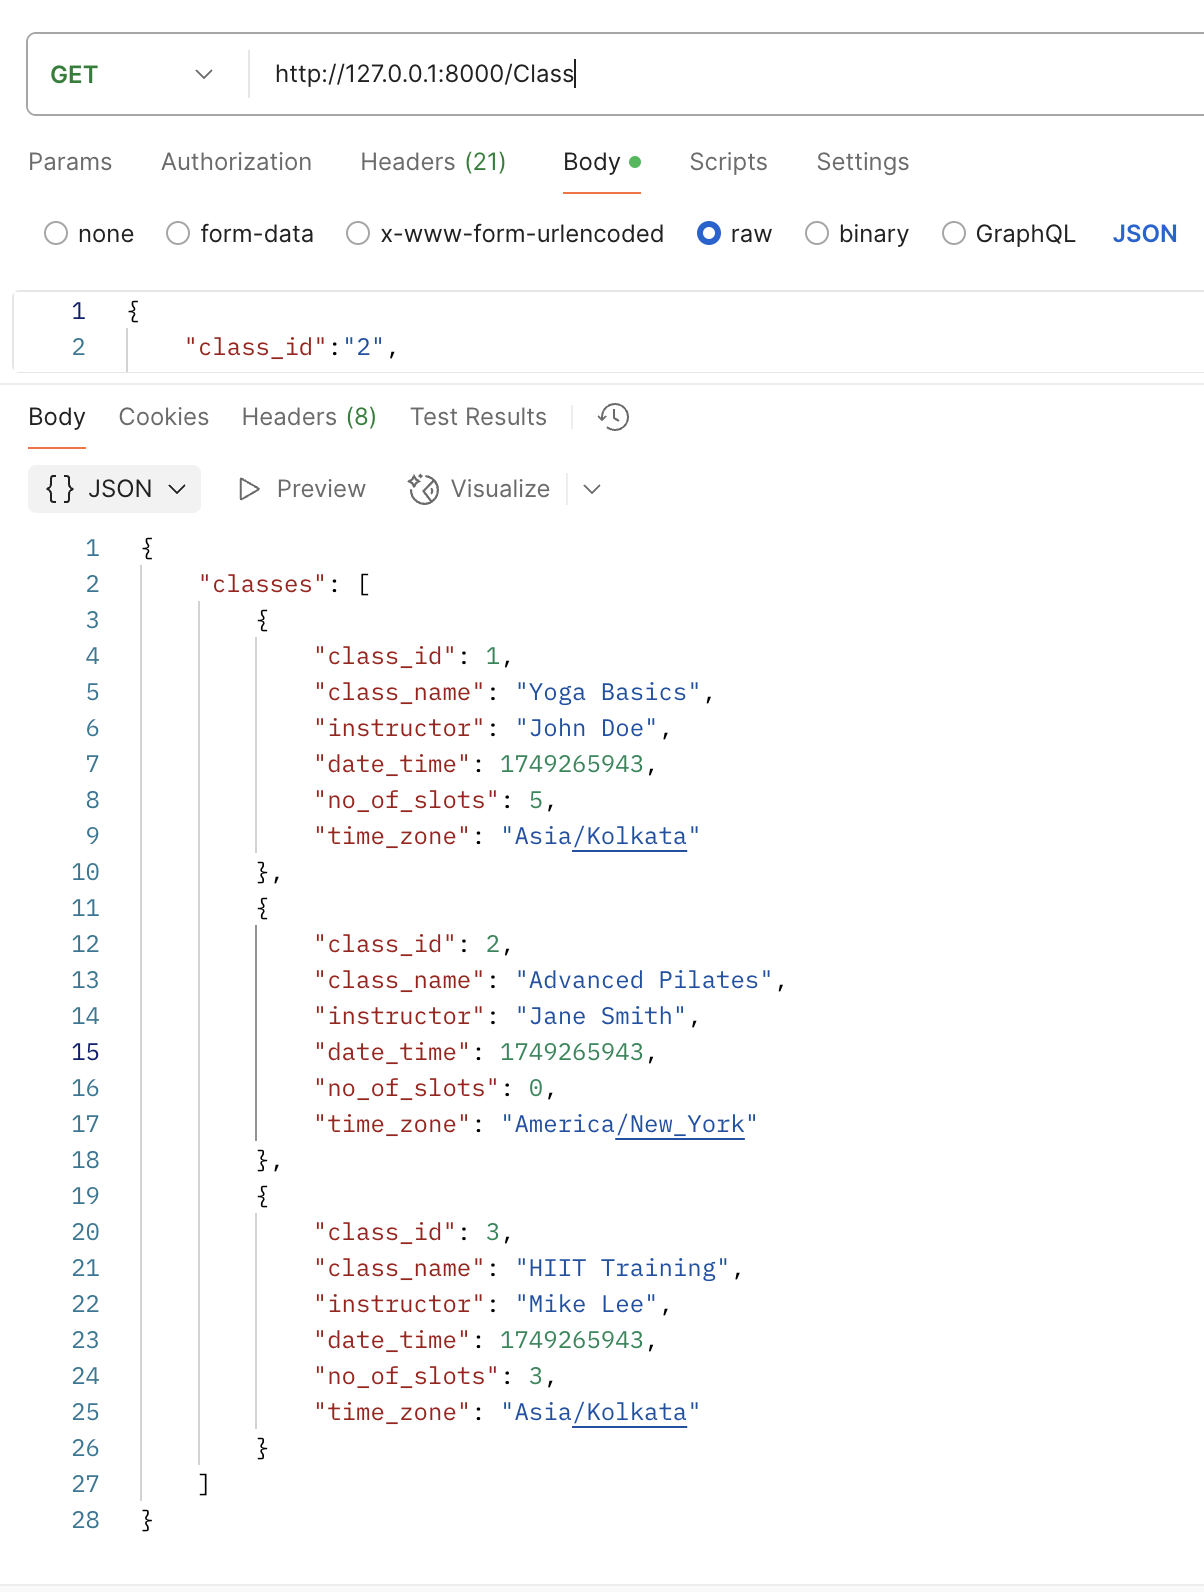 GET http://127.0.0.1:8000/Class
Params Authorization Headers (21) Body Scripts Settings
none form-data x-www-form-urlencoded raw binary GraphQL JSON
1 {
2 "class_id":"2",
Body Cookies Headers (8) Test Results
{} JSON Preview Visualize
1 {
2 "classes": [
3 {
4 "class_id": 1,
5 "class_name": "Yoga Basics",
6 "instructor": "John Doe",
7 "date_time": 1749265943,
8 "no_of_slots": 5,
9 "time_zone": "Asia/Kolkata"
10 },
11 {
12 "class_id": 2,
13 "class_name": "Advanced Pilates",
14 "instructor": "Jane Smith",
15 "date_time": 1749265943,
16 "no_of_slots": 0,
17 "time_zone": "America/New_York"
18 },
19 {
20 "class_id": 3,
21 "class_name": "HIIT Training",
22 "instructor": "Mike Lee",
23 "date_time": 1749265943,
24 "no_of_slots": 3,
25 "time_zone": "Asia/Kolkata"
26 }
27 ]
28 }